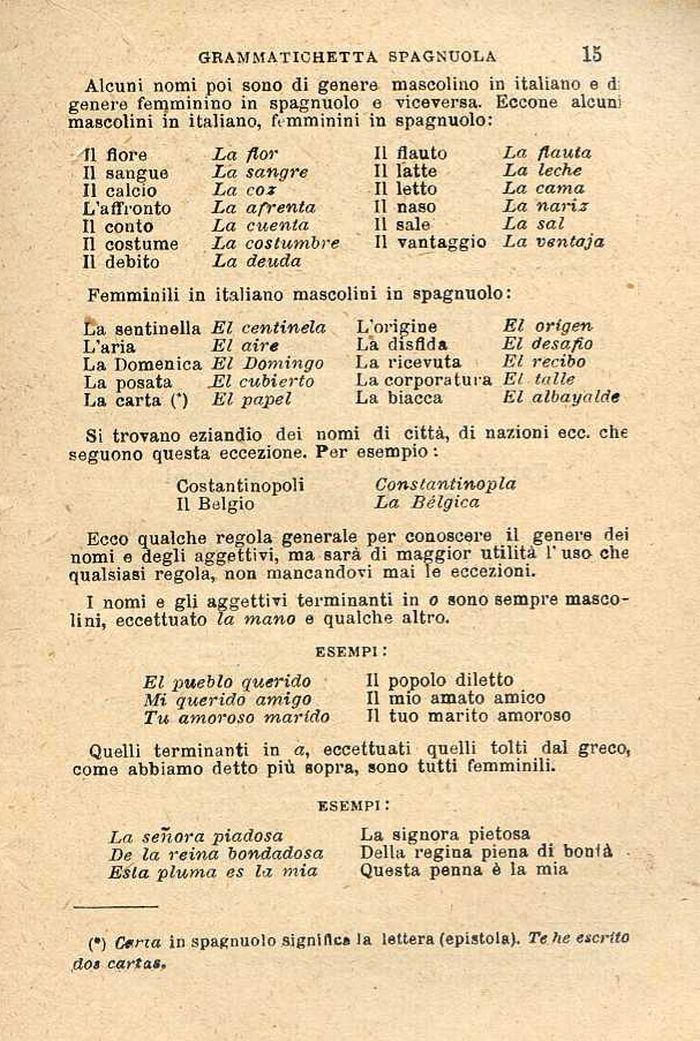 GRAMMATICHETTA SPAGNUOLA 15
Alcuni nomi poi sono di genere mascolino in italiano e di
genere femminino in spagnuolo e viceversa. Eccone alcuni
mascolini in italiano, femminini in spagnuolo:
Il fiore La flor Il flauto La flauta
Il sangue La sangre Il latte La leche
Il calcio La coz Il letto La cama
L'affronto La afrenta Il naso La nariz
Il conto La cuenta Il sale La sal
Il costume La costumbre Il vantaggio La ventaja
Il debito La deuda
Femminili in italiano mascolini in spagnuolo:
La sentinella El centinela L'origine El origen
L'aria El aire La disfida El desafio
La Domenica El Domingo La ricevuta El recibo
La posata El cubierto La corporatura El talle
La carta (*) El papel La biacca El albayalde
Si trovano eziandio dei nomi di città, di nazioni ecc. che
seguono questa eccezione. Per esempio:
Costantinopoli Constantinopla
Il Belgio La Bélgica
Ecco qualche regola generale per conoscere il genere dei
nomi e degli aggettivi, ma sarà di maggior utilità l'uso che
qualsiasi regola, non mancandovi mai le eccezioni.
I nomi e gli aggettivi terminanti in o sono sempre masco-
lini, eccettuato la mano e qualche altro.
ESEMPI:
El pueblo querido Il popolo diletto
Mi querido amigo Il mio amato amico
Tu amoroso marido Il tuo marito amoroso
Quelli terminanti in a, eccettuati quelli tolti dal greco,
come abbiamo detto più sopra, sono tutti femminili.
ESEMPI:
La señora piadosa La signora pietosa
De la reina bondadosa Della regina piena di bontà
Esta pluma es la mia Questa penna è la mia
(*) Carta in spagnuolo significa la lettera (epistola). Te he escrito
dos cartas.